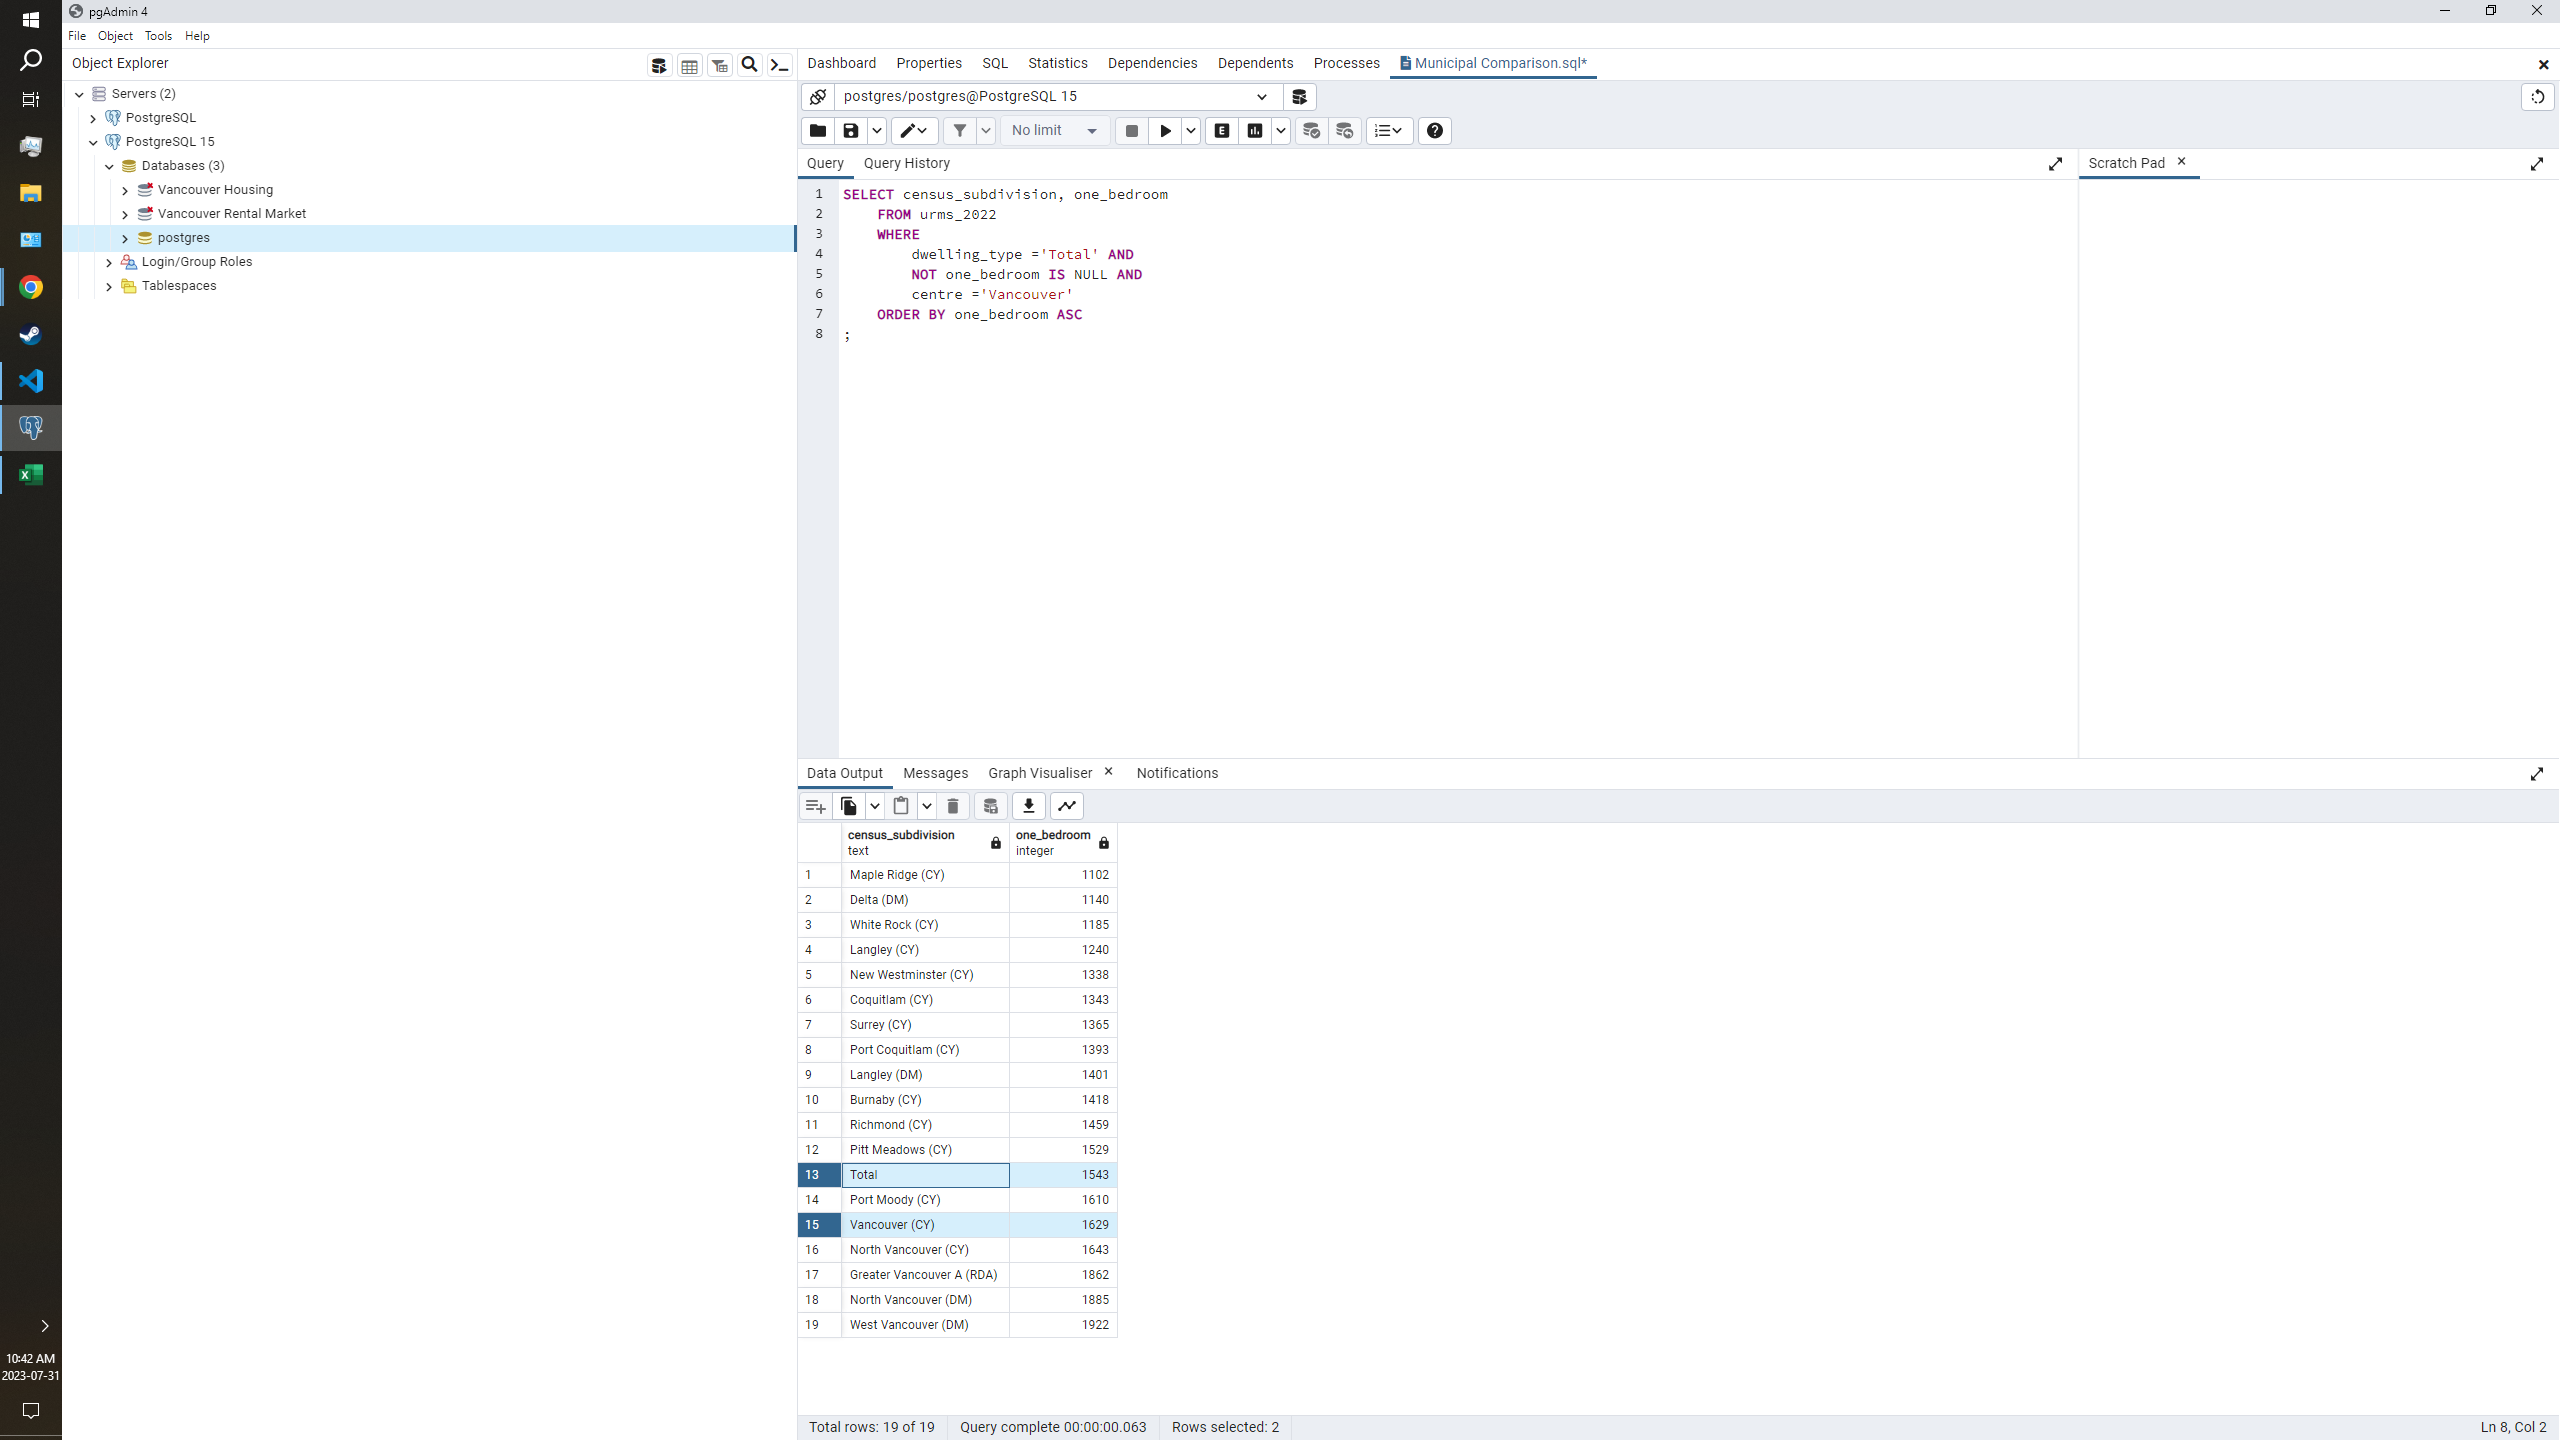 pgAdmin 4
File Object Tools Help
Object Explorer
Servers (2)
PostgreSQL
PostgreSQL 15
Databases (3)
Vancouver Housing
Vancouver Rental Market
postgres
Login/Group Roles
Tablespaces
Dashboard Properties SQL Statistics Dependencies Dependents Processes Municipal Comparison.sql*
postgres/postgres@PostgreSQL 15
No limit
Query Query History
Scratch Pad
1 SELECT census_subdivision, one_bedroom
2 FROM urms_2022
3 WHERE
4 dwelling_type ='Total' AND
5 NOT one_bedroom IS NULL AND
6 centre ='Vancouver'
7 ORDER BY one_bedroom ASC
8 ;
Data Output Messages Graph Visualiser Notifications
census_subdivision one_bedroom
text integer
1 Maple Ridge (CY) 1102
2 Delta (DM) 1140
3 White Rock (CY) 1185
4 Langley (CY) 1240
5 New Westminster (CY) 1338
6 Coquitlam (CY) 1343
7 Surrey (CY) 1365
8 Port Coquitlam (CY) 1393
9 Langley (DM) 1401
10 Burnaby (CY) 1418
11 Richmond (CY) 1459
12 Pitt Meadows (CY) 1529
13 Total 1543
14 Port Moody (CY) 1610
15 Vancouver (CY) 1629
16 North Vancouver (CY) 1643
17 Greater Vancouver A (RDA) 1862
18 North Vancouver (DM) 1885
19 West Vancouver (DM) 1922
Total rows: 19 of 19 Query complete 00:00:00.063 Rows selected: 2 Ln 8, Col 2
10:42 AM
2023-07-31